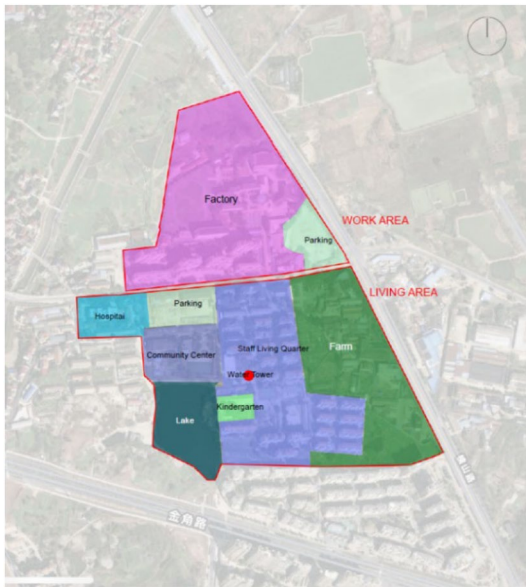 Factory
WORK AREA
Parking
LIVING AREA
Parking
Hospital
Staff Living Quarter
Farm
Community Center
Water Tower
Kindergarten
Lake
金角路